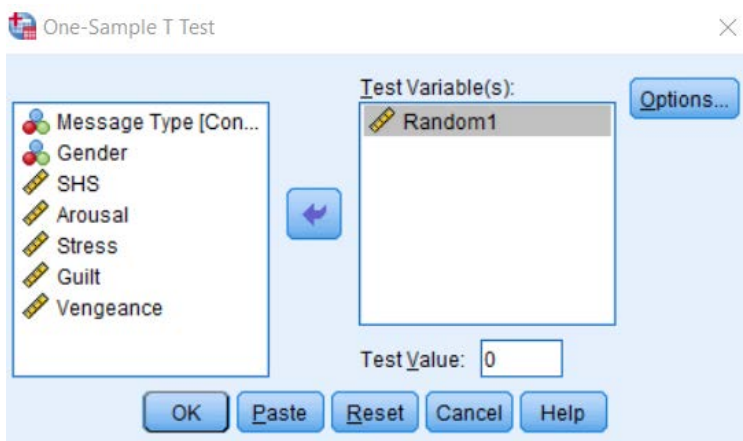 One-Sample T Test
Test Variable(s):
Options...
Message Type [Con...
Gender
SHS
Arousal
Stress
Guilt
Vengeance
Random1
Test Value: 0
OK Paste Reset Cancel Help